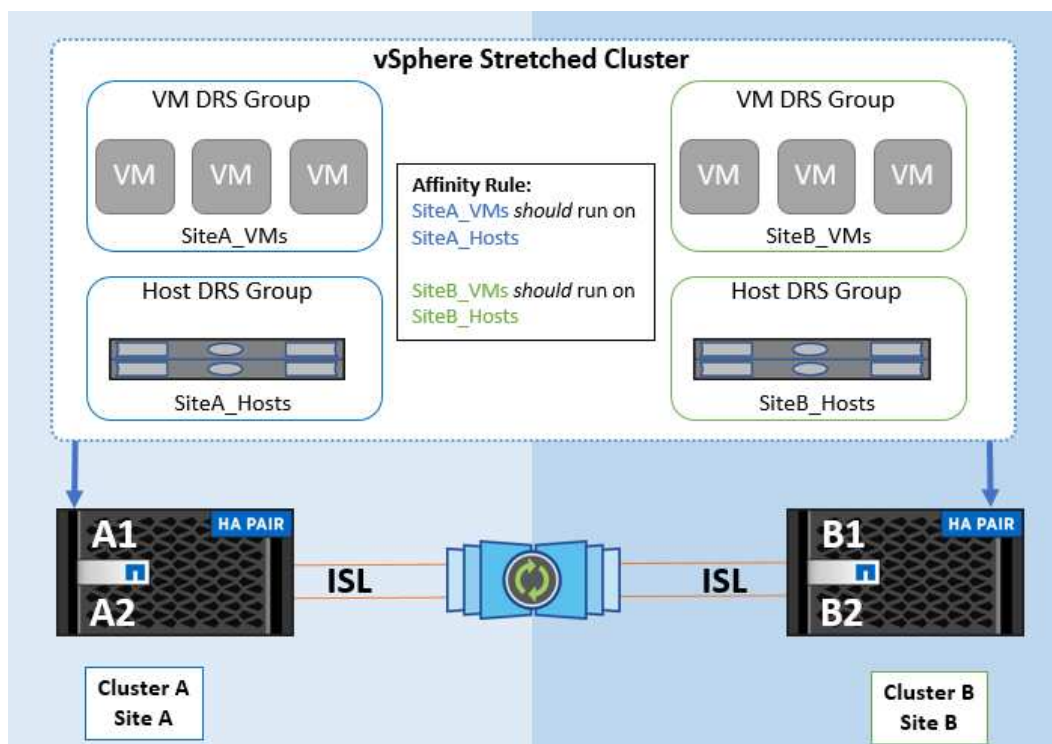 vSphere Stretched Cluster
VM DRS Group
VM VM VM
SiteA_VMs
Host DRS Group
SiteA_Hosts
Affinity Rule:
SiteA_VMs should run on
SiteA_Hosts
SiteB_VMs should run on
SiteB_Hosts
VM DRS Group
VM VM VM
SiteB_VMs
Host DRS Group
SiteB_Hosts
A1
HA PAIR
A2
ISL
ISL
B1
HA PAIR
B2
Cluster A
Site A
Cluster B
Site B